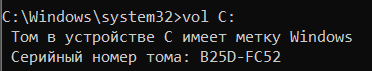 C:\Windows\system32>vol C:
Том в устройстве C имеет метку Windows
Серийный номер тома: B25D-FC52